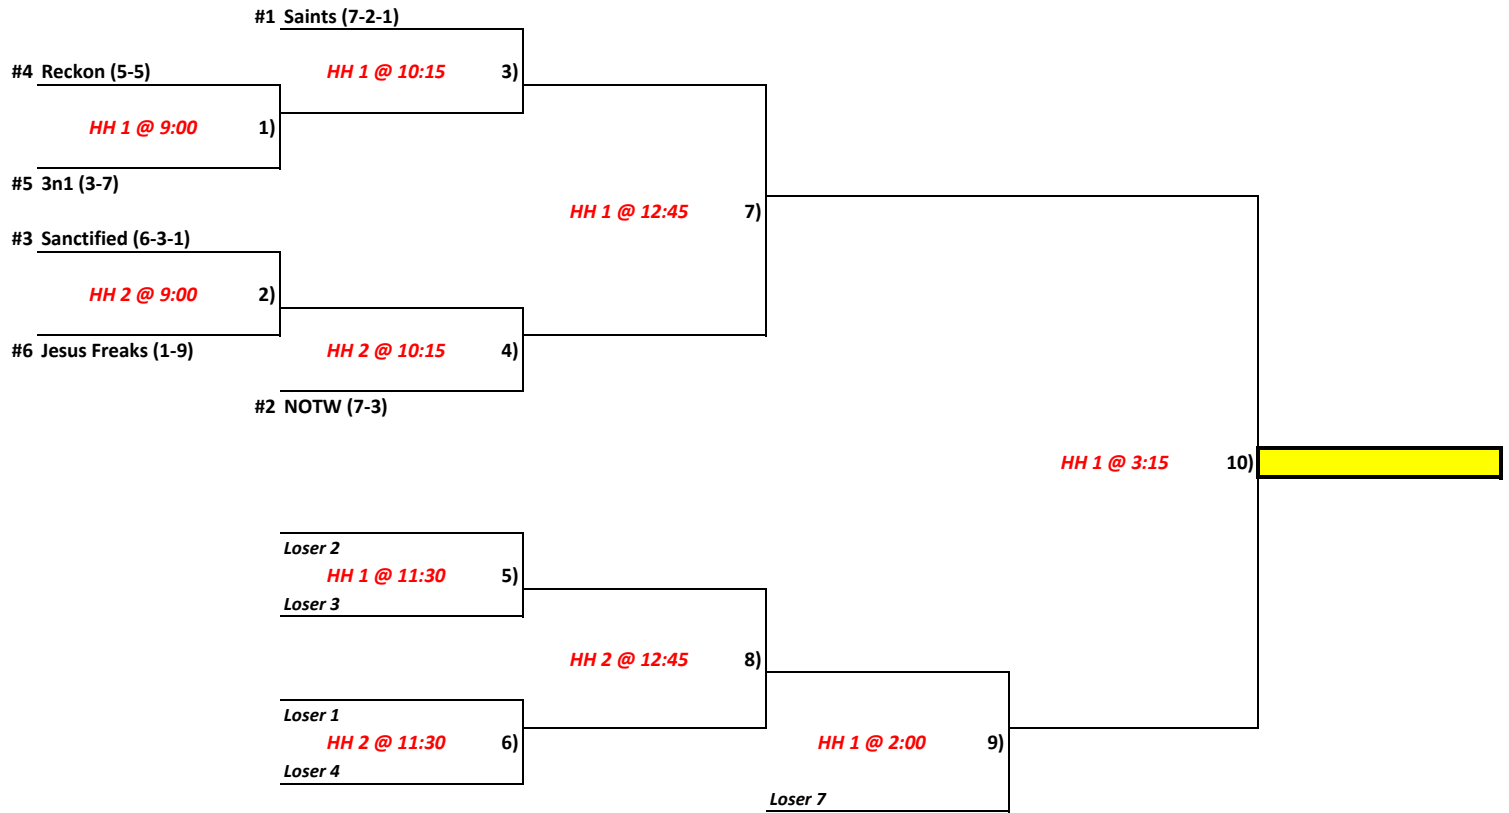 #1 Saints (7-2-1)
#4 Reckon (5-5)
HH 1 @ 10:15 3)
HH 1 @ 9:00 1)
#5 3n1 (3-7)
HH 1 @ 12:45 7)
#3 Sanctified (6-3-1)
HH 2 @ 9:00 2)
#6 Jesus Freaks (1-9)
HH 2 @ 10:15 4)
#2 NOTW (7-3)
HH 1 @ 3:15 10)
Loser 2
HH 1 @ 11:30 5)
Loser 3
HH 2 @ 12:45 8)
Loser 1
HH 2 @ 11:30 6)
HH 1 @ 2:00 9)
Loser 4
Loser 7